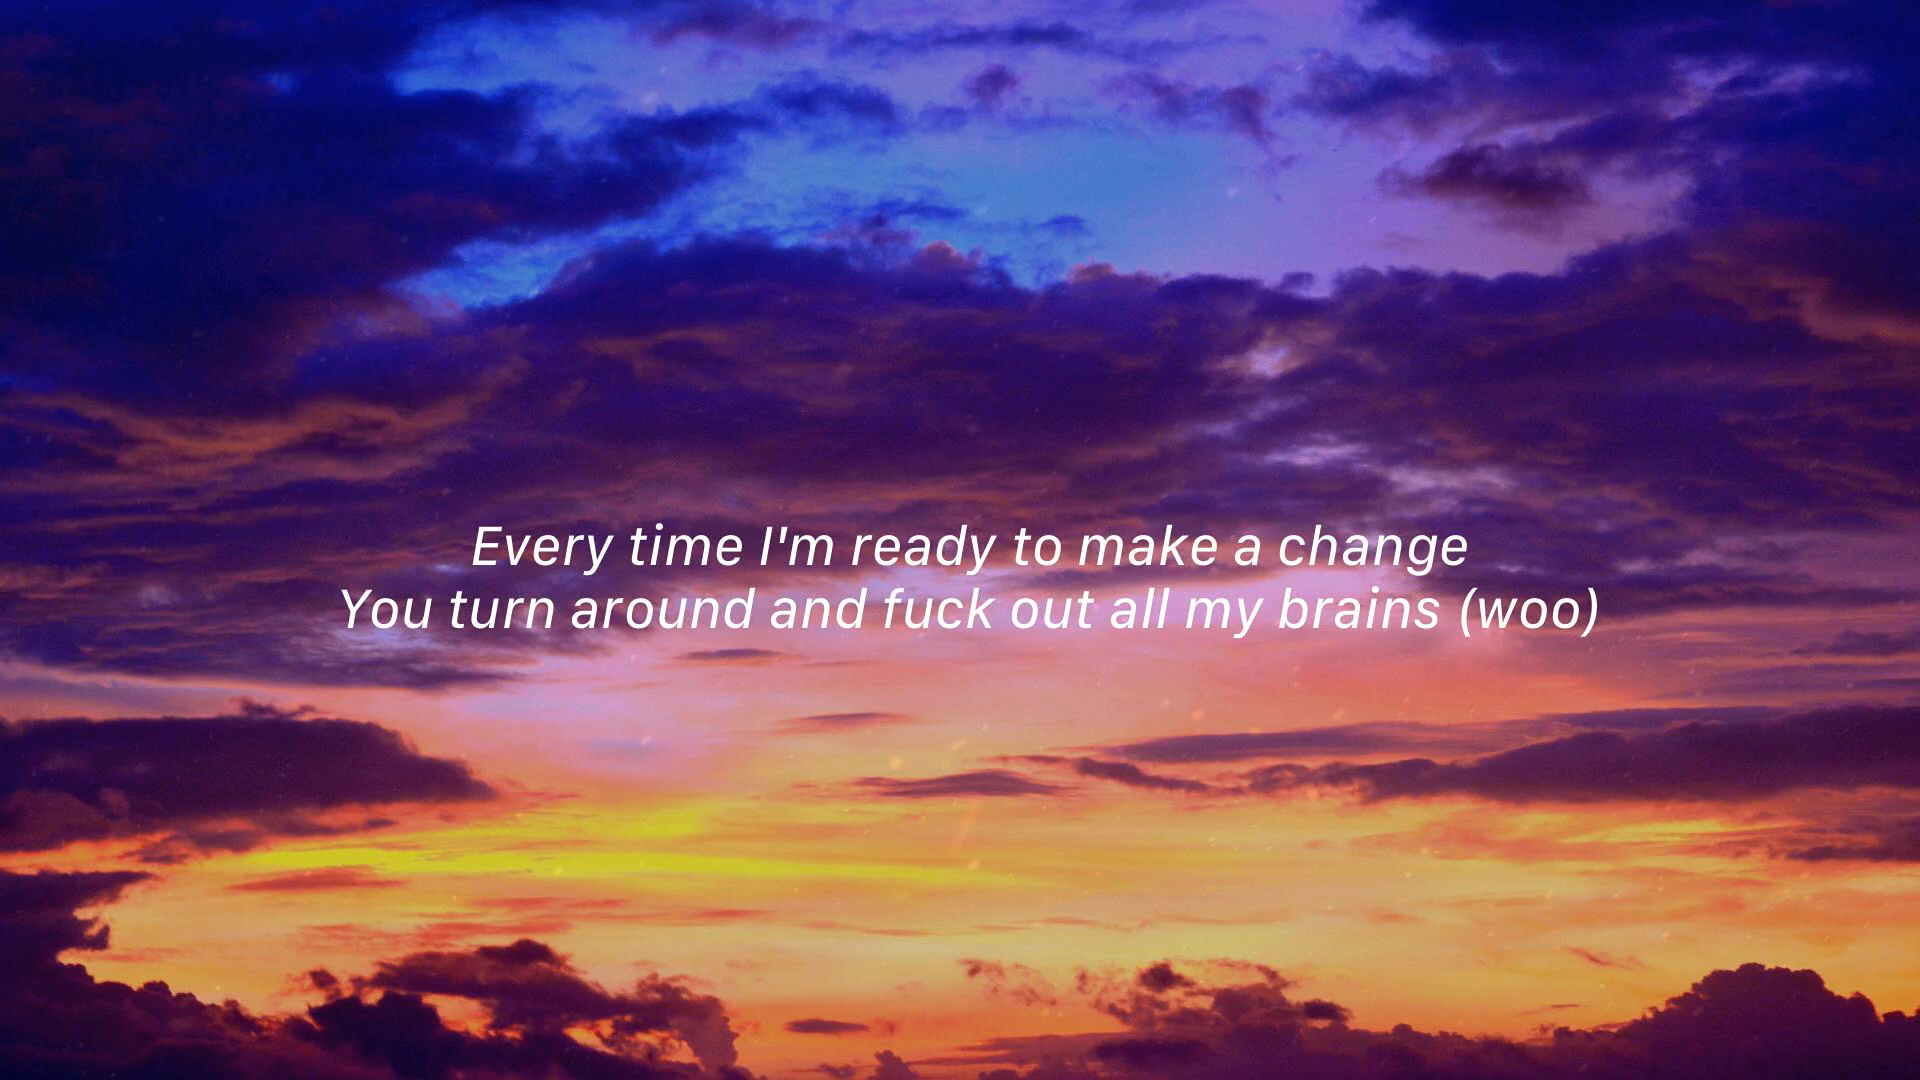 Every time I'm ready to make a change
You turn around and fuck out all my brains (woo)